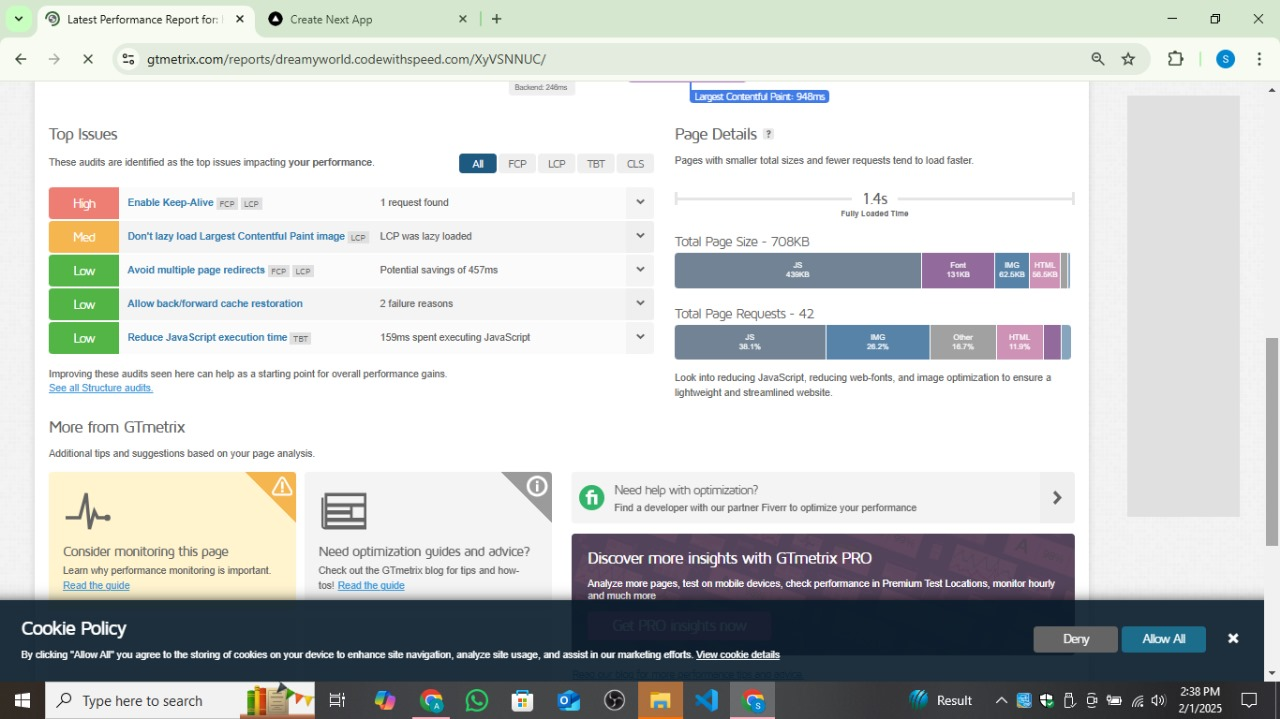 Latest Performance Report for:
Create Next App
gtmetrix.com/reports/dreamyworld.codewithspeed.com/XyVSNNUC/
S
Backend: 246ms
Largest Contentful Paint: 948ms
Top Issues
These audits are identified as the top issues impacting your performance.
All FCP LCP TBT CLS
High Enable Keep-Alive FCP LCP 1 request found
Med Don't lazy load Largest Contentful Paint image LCP LCP was lazy loaded
Low Avoid multiple page redirects FCP LCP Potential savings of 457ms
Low Allow back/forward cache restoration 2 failure reasons
Low Reduce JavaScript execution time TBT 159ms spent executing JavaScript
Improving these audits seen here can help as a starting point for overall performance gains.
See all Structure audits.
Page Details ?
Pages with smaller total sizes and fewer requests tend to load faster.
1.4s
Fully Loaded Time
Total Page Size - 708KB
JS Font IMG HTML
439KB 131KB 62.5KB 56.5KB
Total Page Requests - 42
JS IMG Other HTML
38.1% 26.2% 16.7% 11.9%
Look into reducing JavaScript, reducing web-fonts, and image optimization to ensure a
lightweight and streamlined website.
More from GTmetrix
Additional tips and suggestions based on your page analysis.
Consider monitoring this page
Learn why performance monitoring is important.
Read the guide
Need optimization guides and advice?
Check out the GTmetrix blog for tips and how-
tos! Read the guide
fi
Need help with optimization?
Find a developer with our partner Fiverr to optimize your performance
Discover more insights with GTmetrix PRO
Analyze more pages, test on mobile devices, check performance in Premium Test Locations, monitor hourly
and much more
Get PRO insights now
Read our blog for more performance tips and advice.
Cookie Policy
By clicking "Allow All" you agree to the storing of cookies on your device to enhance site navigation, analyze site usage, and assist in our marketing efforts. View cookie details
Deny Allow All
Type here to search
Result
2:38 PM
2/1/2025